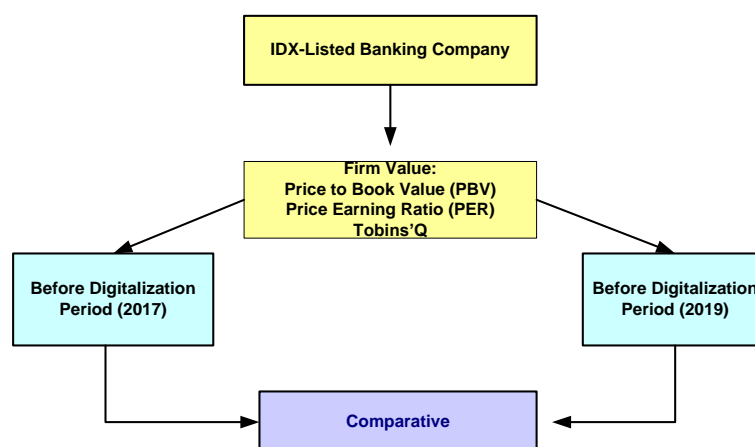 IDX-Listed Banking Company
Firm Value:
Price to Book Value (PBV)
Price Earning Ratio (PER)
Tobins'Q
Before Digitalization
Period (2017)
Before Digitalization
Period (2019)
Comparative